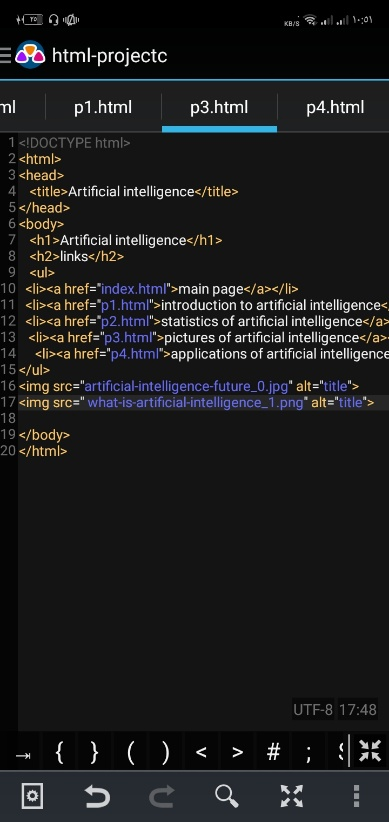 KB/S ١٠:٥١
html-projectc
ml p1.html p3.html p4.html
1 <!DOCTYPE html>
2 <html>
3 <head>
4 <title>Artificial intelligence</title>
5 </head>
6 <body>
7 <h1>Artificial intelligence</h1>
8 <h2>links</h2>
9 <ul>
10 <li><a href="index.html">main page</a></li>
11 <li><a href="p1.html">introduction to artificial intelligence<
12 <li><a href="p2.html">statistics of artificial intelligence</a>
13 <li><a href="p3.html">pictures of artificial intelligence</a>
14 <li><a href="p4.html">applications of artificial intelligence
15 </ul>
16 <img src="artificial-intelligence-future_0.jpg" alt="title">
17 <img src=" what-is-artificial-intelligence_1.png" alt="title">
18
19 </body>
20 </html>
UTF-8 17:48
{ } ( ) < > # ;